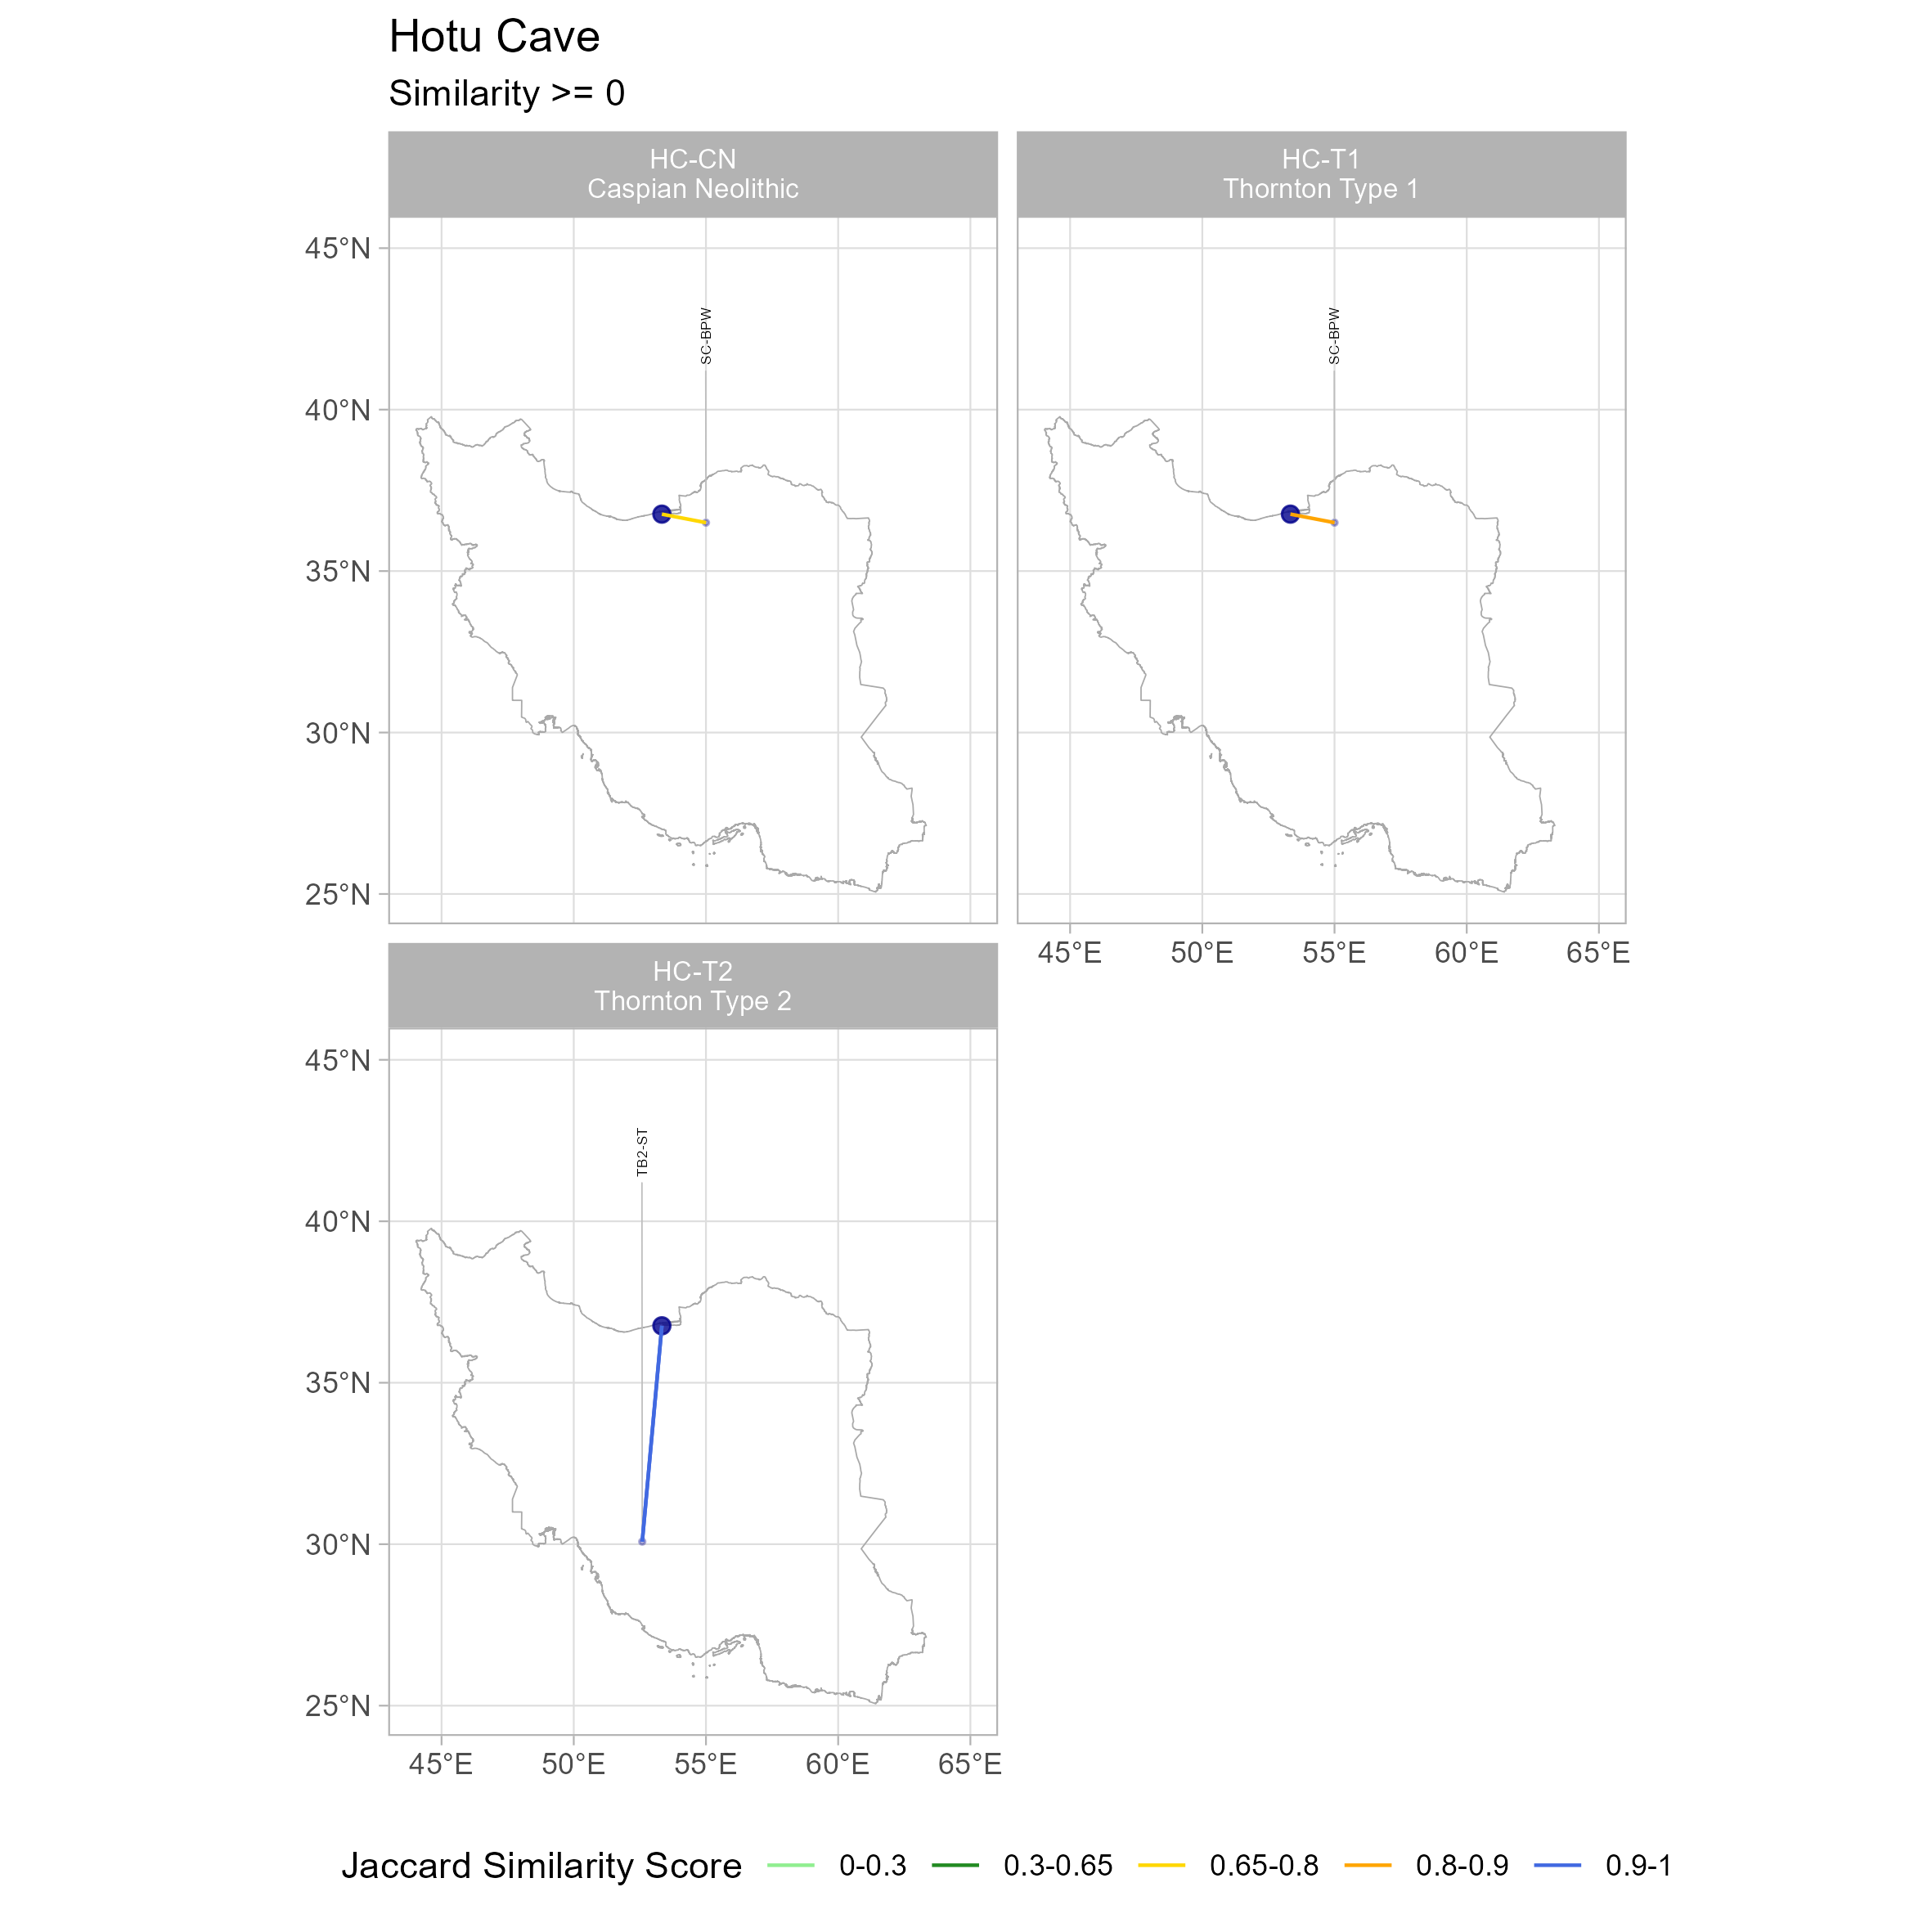 Hotu Cave
Similarity >= 0
HC-CN
Caspian Neolithic
HC-T1
Thornton Type 1
45°N
40°N
35°N
30°N
25°N
SC-BPW
SC-BPW
45°E 50°E 55°E 60°E 65°E
HC-T2
Thornton Type 2
45°N
40°N
35°N
30°N
25°N
TB2-ST
45°E 50°E 55°E 60°E 65°E
Jaccard Similarity Score 0-0.3 0.3-0.65 0.65-0.8 0.8-0.9 0.9-1